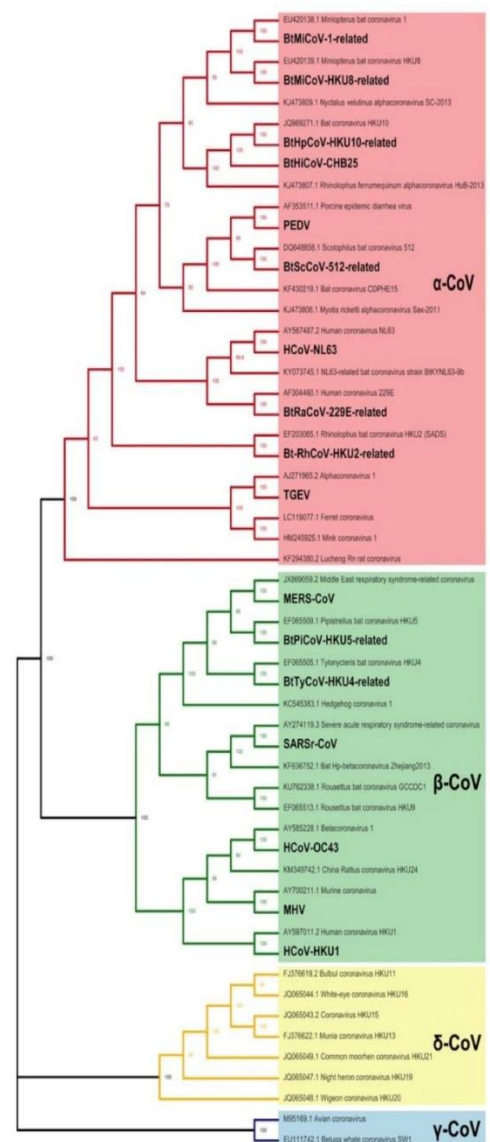 EU420138.1 Miniopterus bat coronavirus 1
BtMiCoV-1-related
EU420139.1 Miniopterus bat coronavirus HKU8
BtMiCoV-HKU8-related
KJ473809.1 Nyctalus velutinus alphacoronavirus SC-2013
JQ989271.1 Bat coronavirus HKU10
BtHpCoV-HKU10-related
BtHiCoV-CHB25
KJ473807.1 Rhinolophus ferrumequinum alphacoronavirus HuB-2013
AF353511.1 Porcine epidemic diarrhea virus
PEDV
DQ648858.1 Scotophilus bat coronavirus 512
BtScCoV-512-related
α-CoV
KF430219.1 Bat coronavirus CDPHE15
KJ473806.1 Myotis ricketti alphacoronavirus Sax-2011
AY567487.2 Human coronavirus NL63
HCoV-NL63
KY073745.1 NL63-related bat coronavirus strain BtKYNL63-9b
AF304460.1 Human coronavirus 229E
BtRaCoV-229E-related
EF203065.1 Rhinolophus bat coronavirus HKU2 (SADS)
Bt-RhCoV-HKU2-related
AJ271965.2 Alphacoronavirus 1
TGEV
LC119077.1 Ferret coronavirus
HM245925.1 Mink coronavirus 1
KF294380.2 Lucheng Rn rat coronavirus
JX869059.2 Middle East respiratory syndrome-related coronavirus
MERS-CoV
EF065509.1 Pipistrellus bat coronavirus HKU5
BtPiCoV-HKU5-related
EF065505.1 Tylonycteris bat coronavirus HKU4
BtTyCoV-HKU4-related
KC545383.1 Hedgehog coronavirus 1
AY274119.3 Severe acute respiratory syndrome-related coronavirus
SARSr-CoV
KF636752.1 Bat Hp-betacoronavirus Zhejiang2013
β-CoV
KU762338.1 Rousettus bat coronavirus GCCDC1
EF065513.1 Rousettus bat coronavirus HKU9
AY585228.1 Betacoronavirus 1
HCoV-OC43
KM349742.1 China Rattus coronavirus HKU24
AY700211.1 Murine coronavirus
MHV
AY597011.2 Human coronavirus HKU1
HCoV-HKU1
FJ376619.2 Bulbul coronavirus HKU11
JQ065044.1 White-eye coronavirus HKU16
JQ065043.2 Coronavirus HKU15
FJ376622.1 Munia coronavirus HKU13
δ-CoV
JQ065049.1 Common moorhen coronavirus HKU21
JQ065047.1 Night heron coronavirus HKU19
JQ065048.1 Wigeon coronavirus HKU20
M95169.1 Avian coronavirus
γ-CoV
EU111742.1 Beluga whale coronavirus SW1